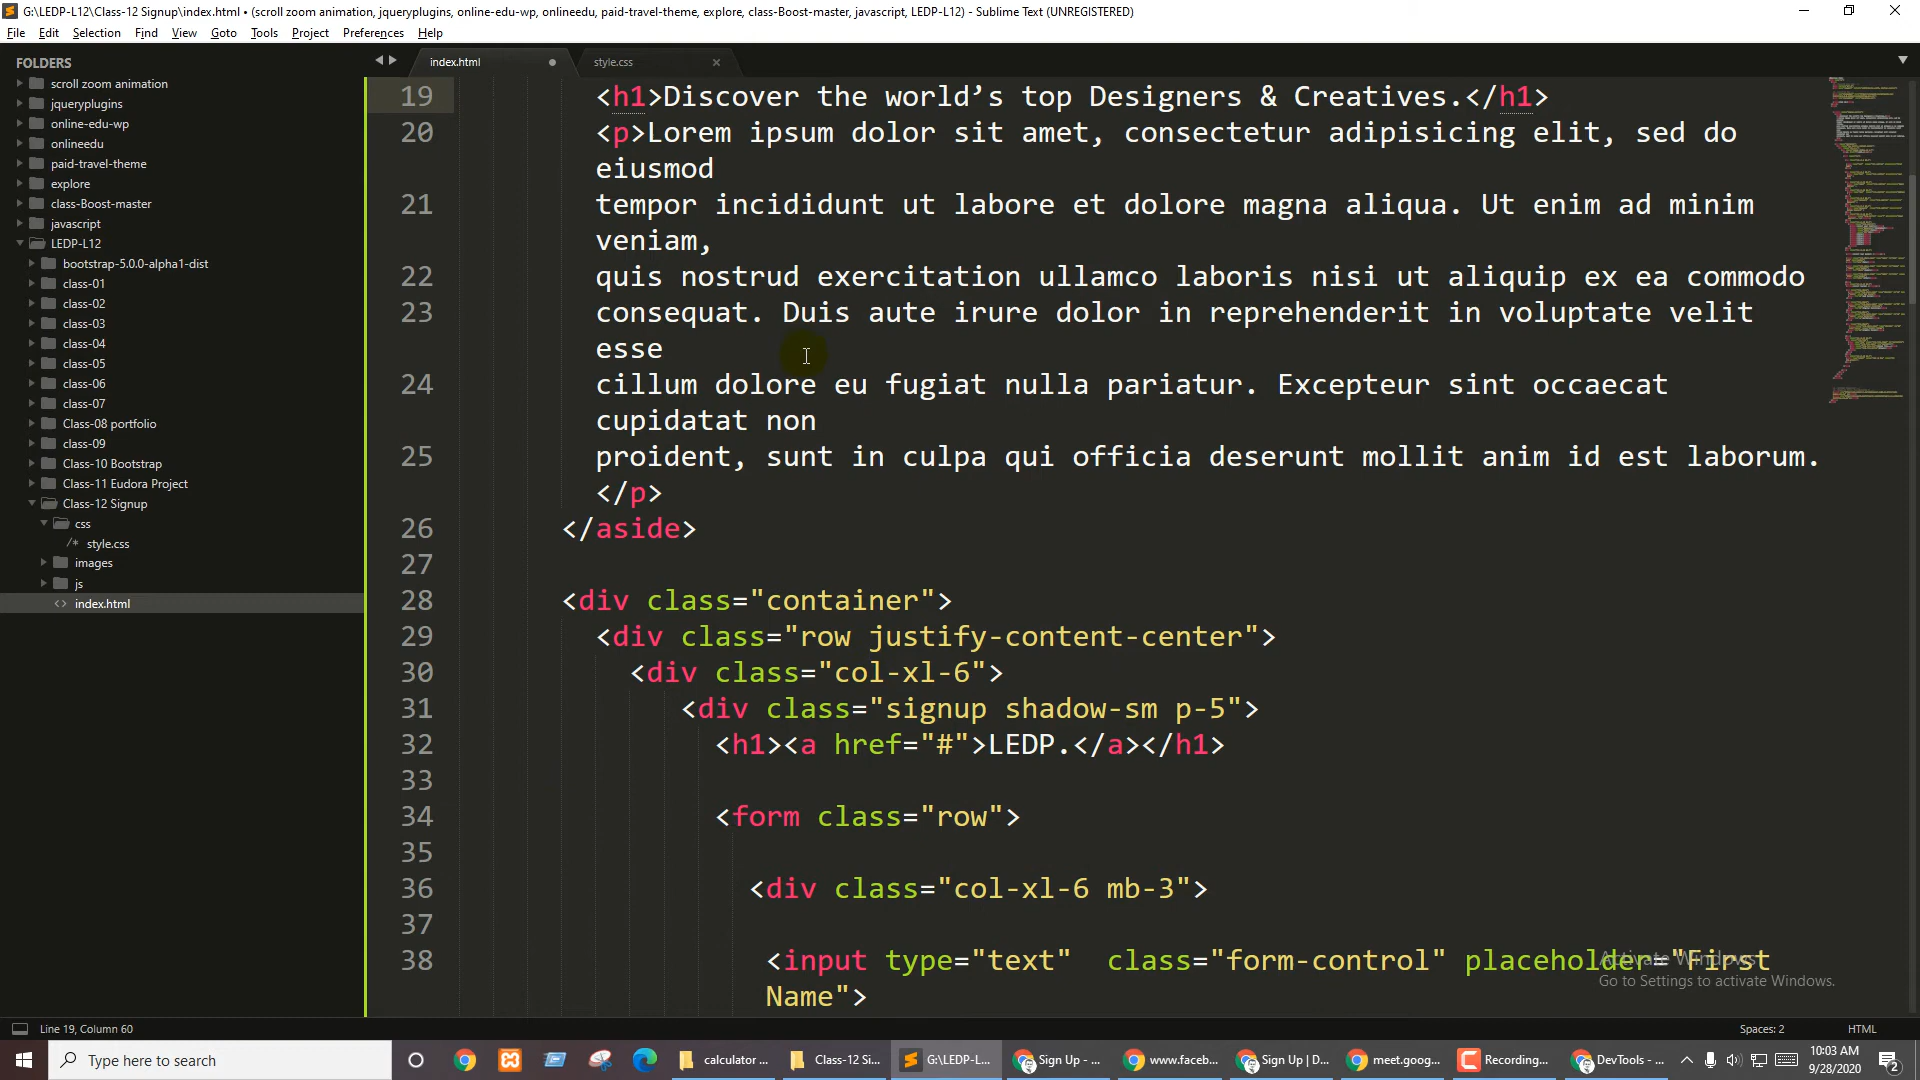 G:\LEDP-L12\Class-12 Signup\index.html • (scroll zoom animation, jqueryplugins, online-edu-wp, onlineedu, paid-travel-theme, explore, class-Boost-master, javascript, LEDP-L12) - Sublime Text (UNREGISTERED)
File Edit Selection Find View Goto Tools Project Preferences Help
FOLDERS
scroll zoom animation
jqueryplugins
online-edu-wp
onlineedu
paid-travel-theme
explore
class-Boost-master
javascript
LEDP-L12
bootstrap-5.0.0-alpha1-dist
class-01
class-02
class-03
class-04
class-05
class-06
class-07
Class-08 portfolio
class-09
Class-10 Bootstrap
Class-11 Eudora Project
Class-12 Signup
css
/* style.css
images
js
<> index.html
index.html style.css
19 <h1>Discover the world’s top Designers & Creatives.</h1>
20 <p>Lorem ipsum dolor sit amet, consectetur adipisicing elit, sed do
eiusmod
21 tempor incididunt ut labore et dolore magna aliqua. Ut enim ad minim
veniam,
22 quis nostrud exercitation ullamco laboris nisi ut aliquip ex ea commodo
23 consequat. Duis aute irure dolor in reprehenderit in voluptate velit
esse
24 cillum dolore eu fugiat nulla pariatur. Excepteur sint occaecat
cupidatat non
25 proident, sunt in culpa qui officia deserunt mollit anim id est laborum.
</p>
26 </aside>
27
28 <div class="container">
29 <div class="row justify-content-center">
30 <div class="col-xl-6">
31 <div class="signup shadow-sm p-5">
32 <h1><a href="#">LEDP.</a></h1>
33
34 <form class="row">
35
36 <div class="col-xl-6 mb-3">
37
38 <input type="text"  class="form-control" placeholder="First
Name">
Activate Windows
Go to Settings to activate Windows.
Line 19, Column 60
Spaces: 2 HTML
Type here to search
calculator ...
Class-12 Si...
G:\LEDP-L...
Sign Up - ...
www.faceb...
Sign Up | D...
meet.goog...
Recording...
DevTools - ...
10:03 AM
9/28/2020
2